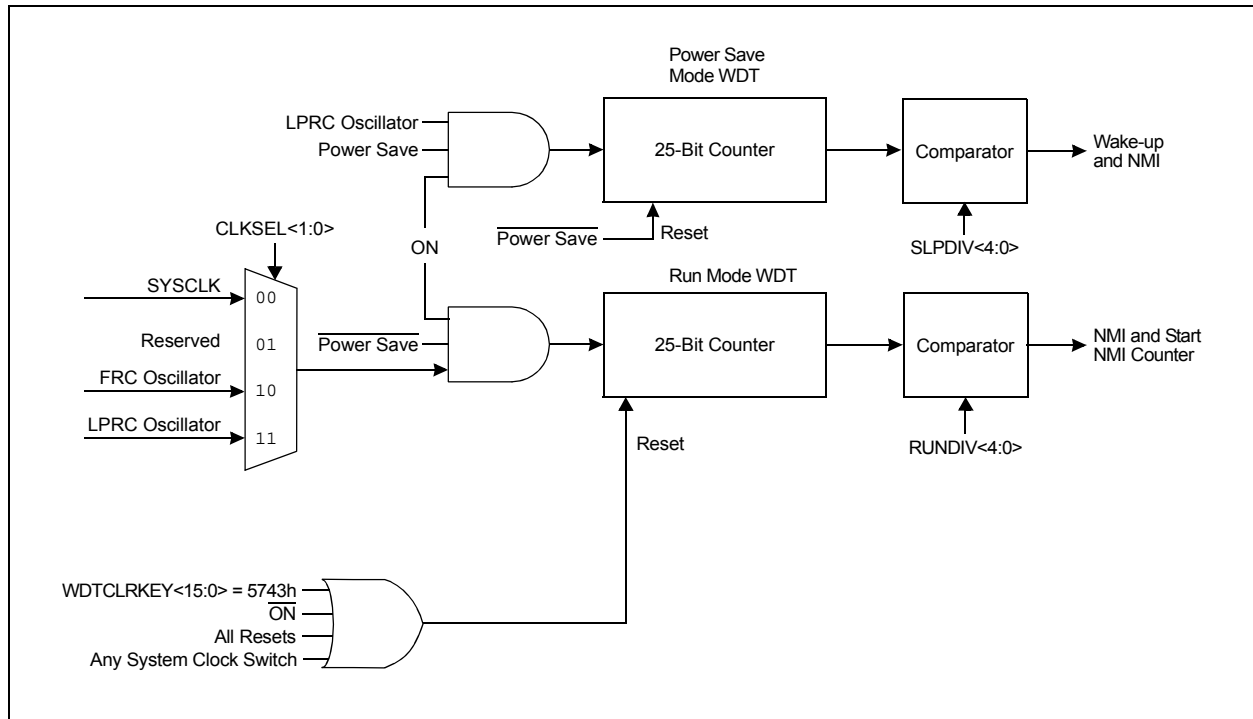 Power Save
Mode WDT
LPRC Oscillator
Power Save
25-Bit Counter
Comparator
Wake-up
and NMI
CLKSEL<1:0>
ON
Power Save
Reset
SLPDIV<4:0>
Run Mode WDT
SYSCLK
00
Reserved
01
Power Save
25-Bit Counter
Comparator
NMI and Start
NMI Counter
FRC Oscillator
10
LPRC Oscillator
11
Reset
RUNDIV<4:0>
WDTCLRKEY<15:0> = 5743h
ON
All Resets
Any System Clock Switch